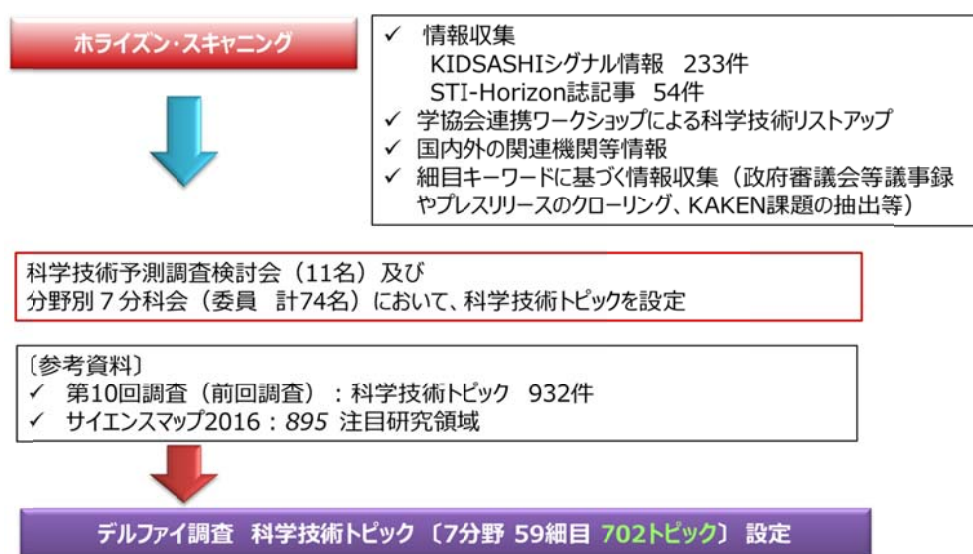 ホライズン・スキャニング
✓ 情報収集
KIDSASHIシグナル情報 233件
STI-Horizon誌記事 54件
✓ 学協会連携ワークショップによる科学技術リストアップ
✓ 国内外の関連機関等情報
✓ 細目キーワードに基づく情報収集（政府審議会等議事録
やプレスリリースのクローリング、KAKEN課題の抽出等）
科学技術予測調査検討会（11名）及び
分野別７分科会（委員 計74名）において、科学技術トピックを設定
〔参考資料〕
✓ 第10回調査（前回調査）：科学技術トピック 932件
✓ サイエンスマップ2016：895 注目研究領域
デルファイ調査 科学技術トピック〔7分野 59細目 702トピック〕設定